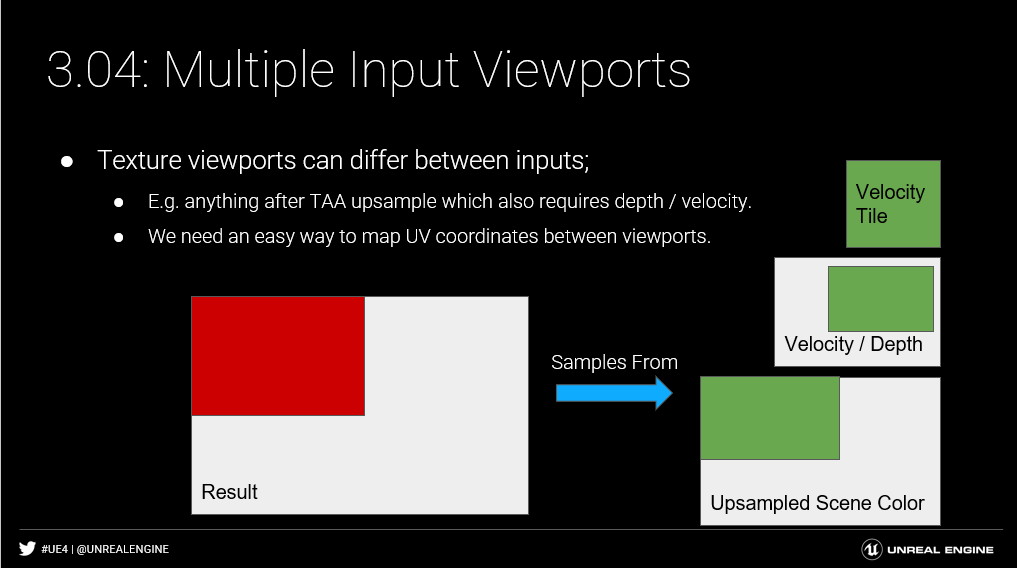 3.04: Multiple Input Viewports
● Texture viewports can differ between inputs;
● E.g. anything after TAA upsample which also requires depth / velocity.
● We need an easy way to map UV coordinates between viewports.
Velocity
Tile
Velocity / Depth
Samples From
Result
Upsampled Scene Color
#UE4 | @UNREALENGINE
UNREAL ENGINE